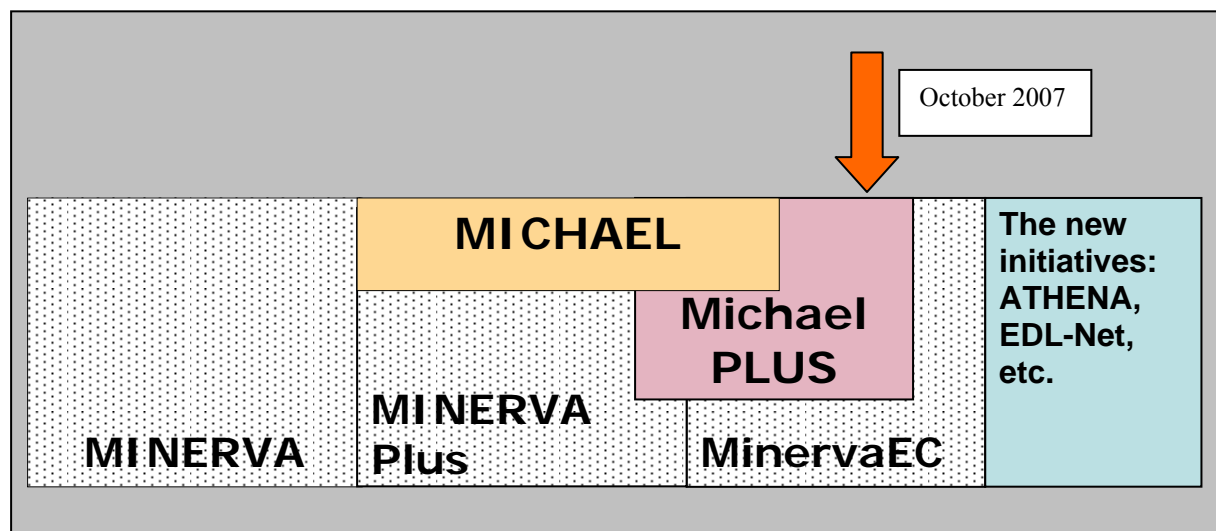 October 2007
MICHAEL
Michael
PLUS
The new
initiatives:
ATHENA,
EDL-Net,
etc.
MINERVA
MINERVA
Plus
MinervaEC